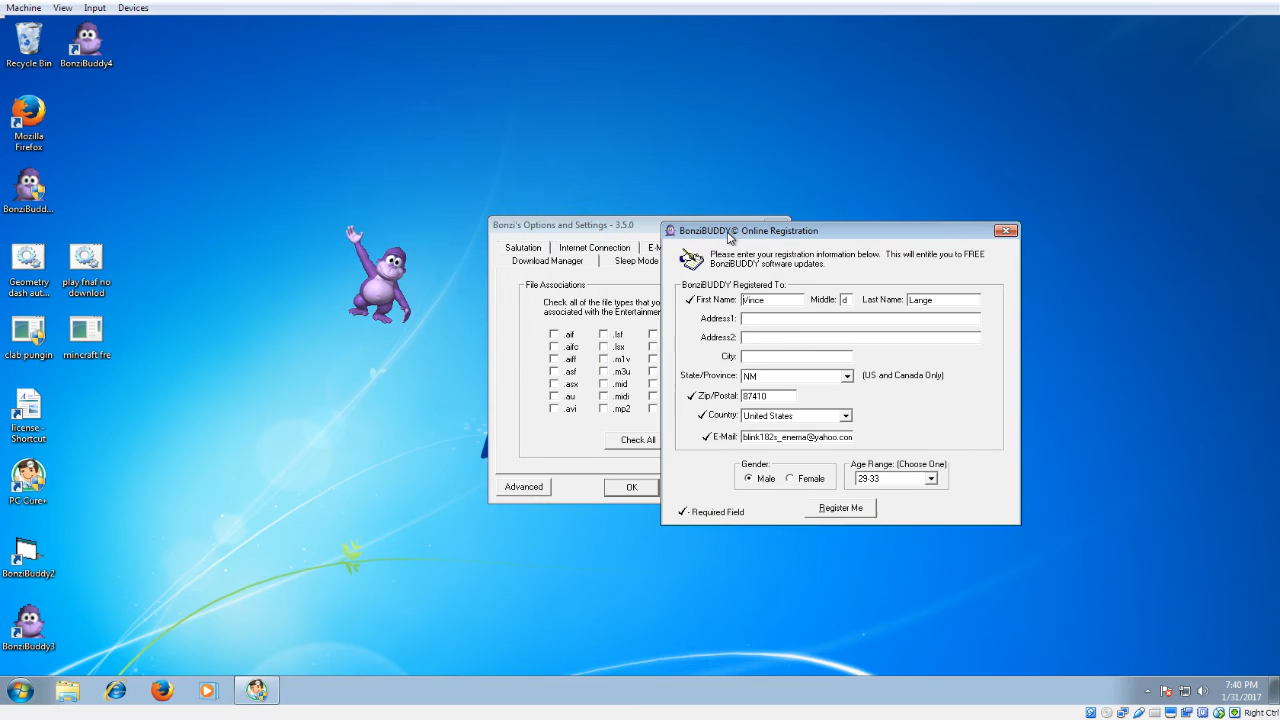 Machine View Input Devices
Recycle Bin
BonziBuddy4
Mozilla
Firefox
BonziBudd...
Geometry
dash aut...
play fnaf no
downlod
clab pungin
mincraft fre
license -
Shortcut
PC Cure+
BonziBuddy2
BonziBuddy3
Bonzi's Options and Settings - 3.5.0
Salutation Internet Connection
Download Manager Sleep Mode
File Associations
Check all of the file types that you
associated with the Entertainme
.aif .lsf
.aifc .lsx
.aiff .m1v
.asf .m3u
.asx .mid
.au .midi
.avi .mp2
Check All
Advanced OK
BonziBUDDY© Online Registration
Please enter your registration information below. This will entitle you to FREE
BonziBUDDY software updates.
BonziBUDDY Registered To:
First Name: Vince Middle: d Last Name: Lange
Address1:
Address2:
City:
State/Province: NM (US and Canada Only)
Zip/Postal: 87410
Country: United States
E-Mail: blink182s_enema@yahoo.con
Gender: Age Range: (Choose One)
Male Female 29-33
- Required Field Register Me
7:40 PM
1/31/2017
Right Ctrl